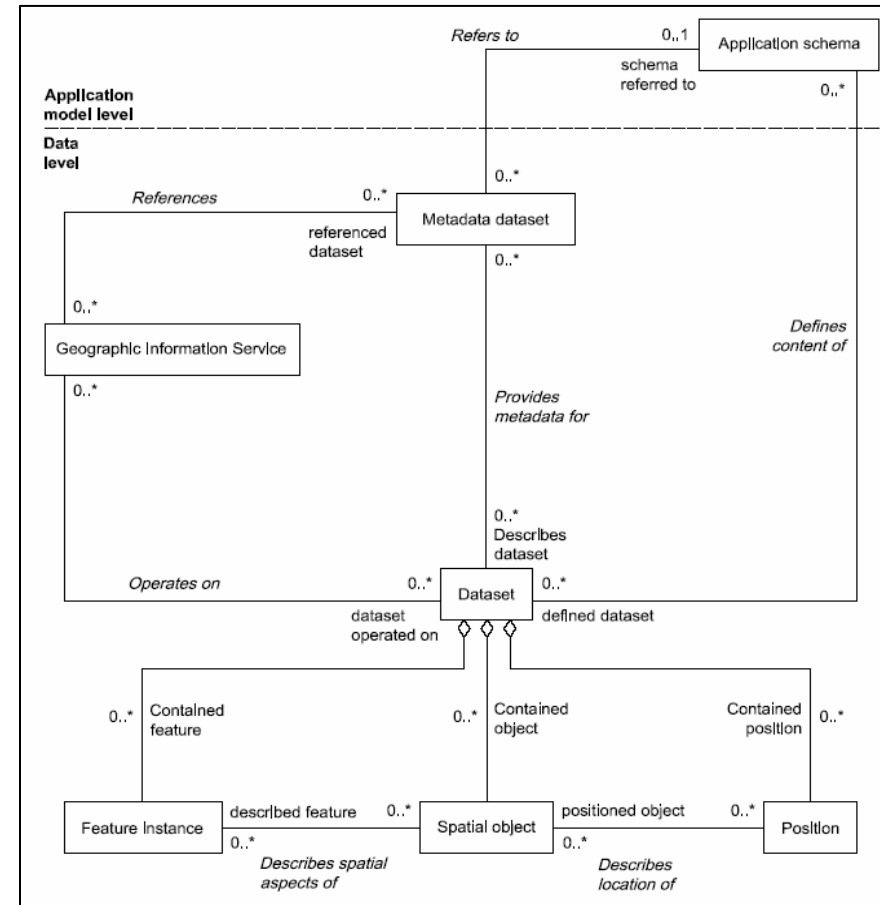 Refers to
0..1
Application schema
schema
referred to
0..*
Application
model level
Data
level
0..*
References
0..*
Metadata dataset
referenced
dataset
0..*
0..*
Geographic Information Service
0..*
Defines
content of
Provides
metadata for
0..*
Describes
dataset
Operates on
0..*
Dataset
0..*
dataset
operated on
defined dataset
0..*
Contained
feature
0..*
Contained
object
Contained
position
0..*
Feature Instance
described feature
0..*
0..*
Spatial object
positioned object
0..*
0..*
Position
Describes spatial
aspects of
Describes
location of